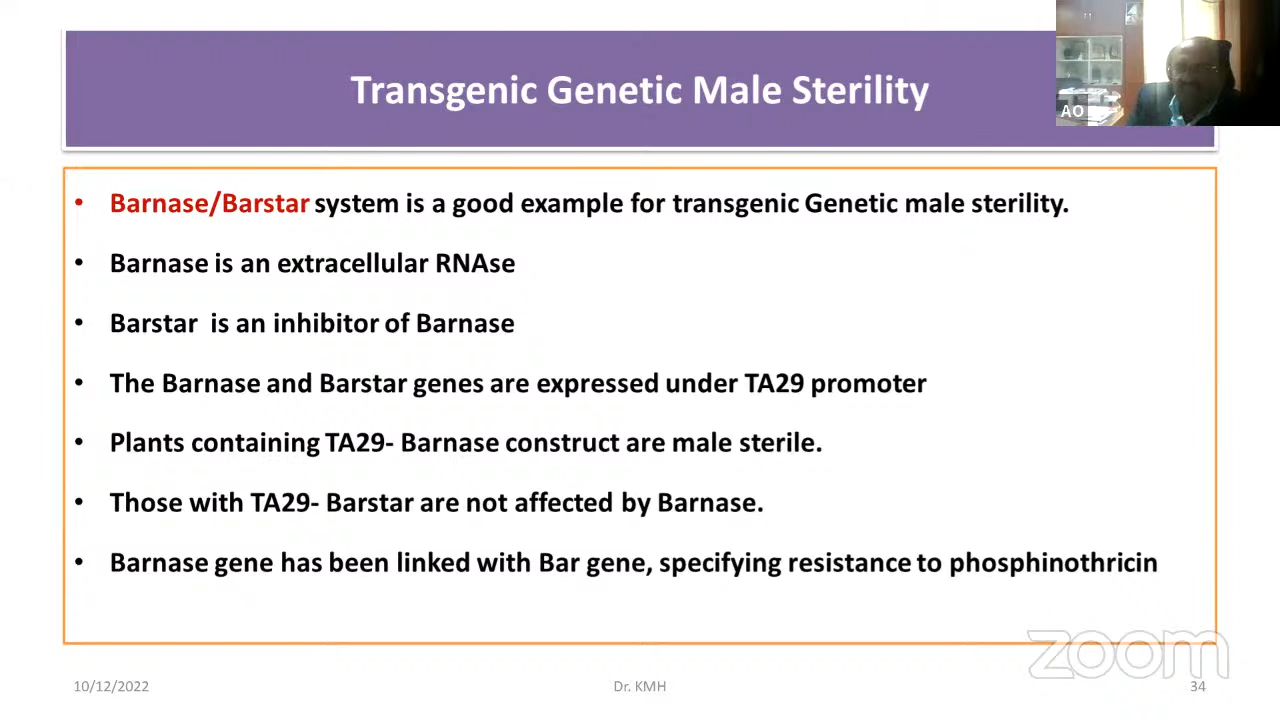 Transgenic Genetic Male Sterility
AO
• Barnase/Barstar system is a good example for transgenic Genetic male sterility.
• Barnase is an extracellular RNAse
• Barstar is an inhibitor of Barnase
• The Barnase and Barstar genes are expressed under TA29 promoter
• Plants containing TA29- Barnase construct are male sterile.
• Those with TA29- Barstar are not affected by Barnase.
• Barnase gene has been linked with Bar gene, specifying resistance to phosphinothricin
zoom
10/12/2022
Dr. KMH
34